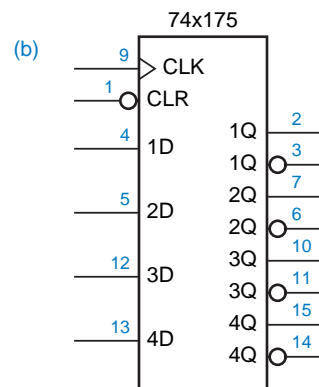 74x175
(b)
9 CLK
1 CLR
4 1D
1Q 2
1Q 3
5 2D
2Q 7
2Q 6
12 3D
3Q 10
3Q 11
13 4D
4Q 15
4Q 14